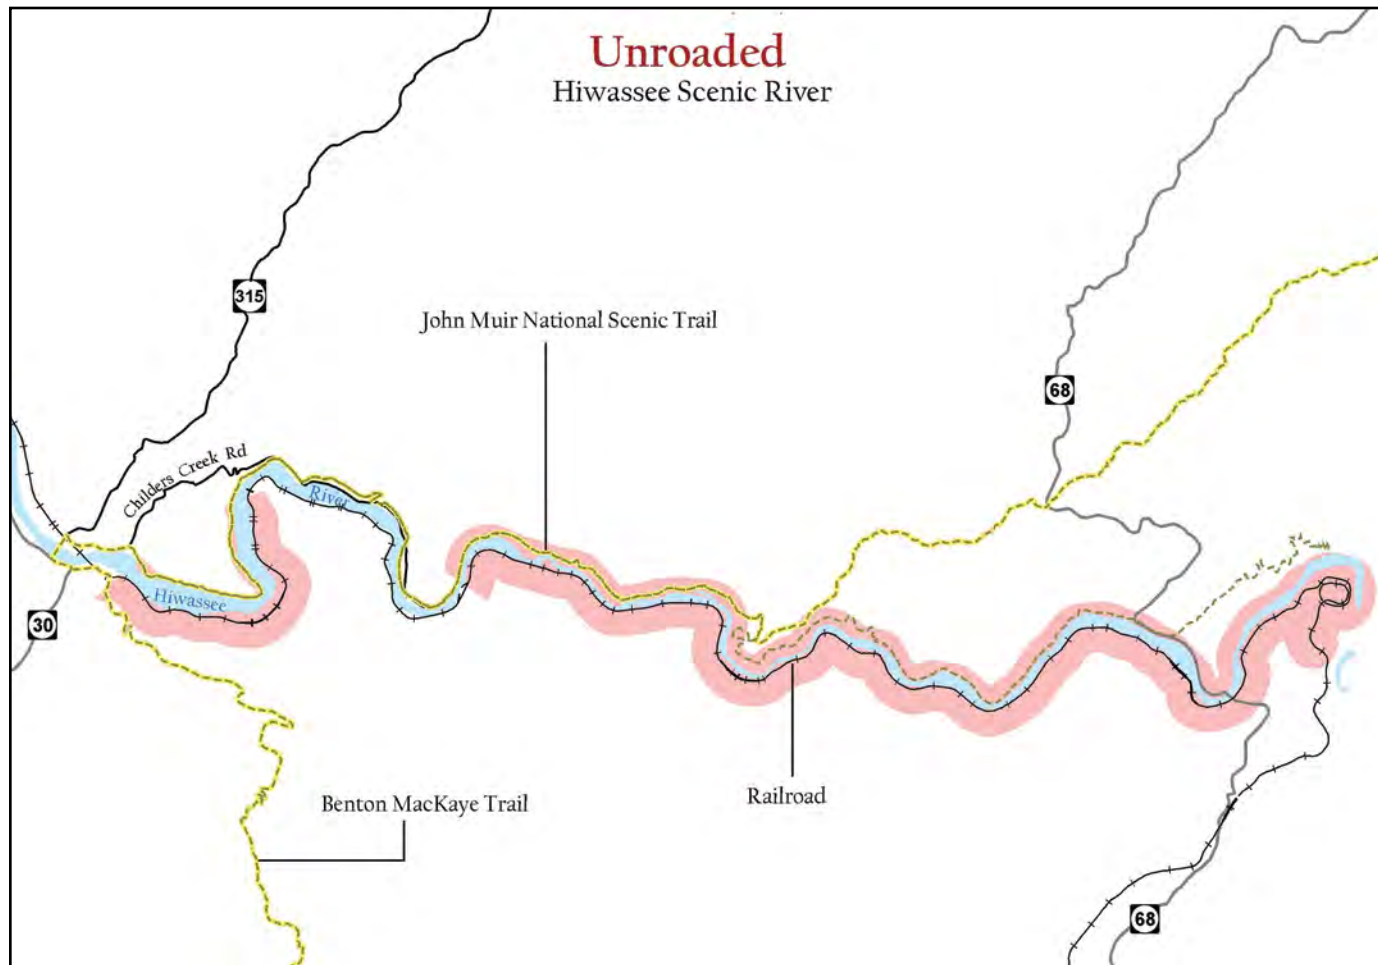 Unroaded
Hiwassee Scenic River
315
John Muir National Scenic Trail
68
Childers Creek Rd
River
Hiwassee
30
Benton MacKaye Trail
Railroad
68